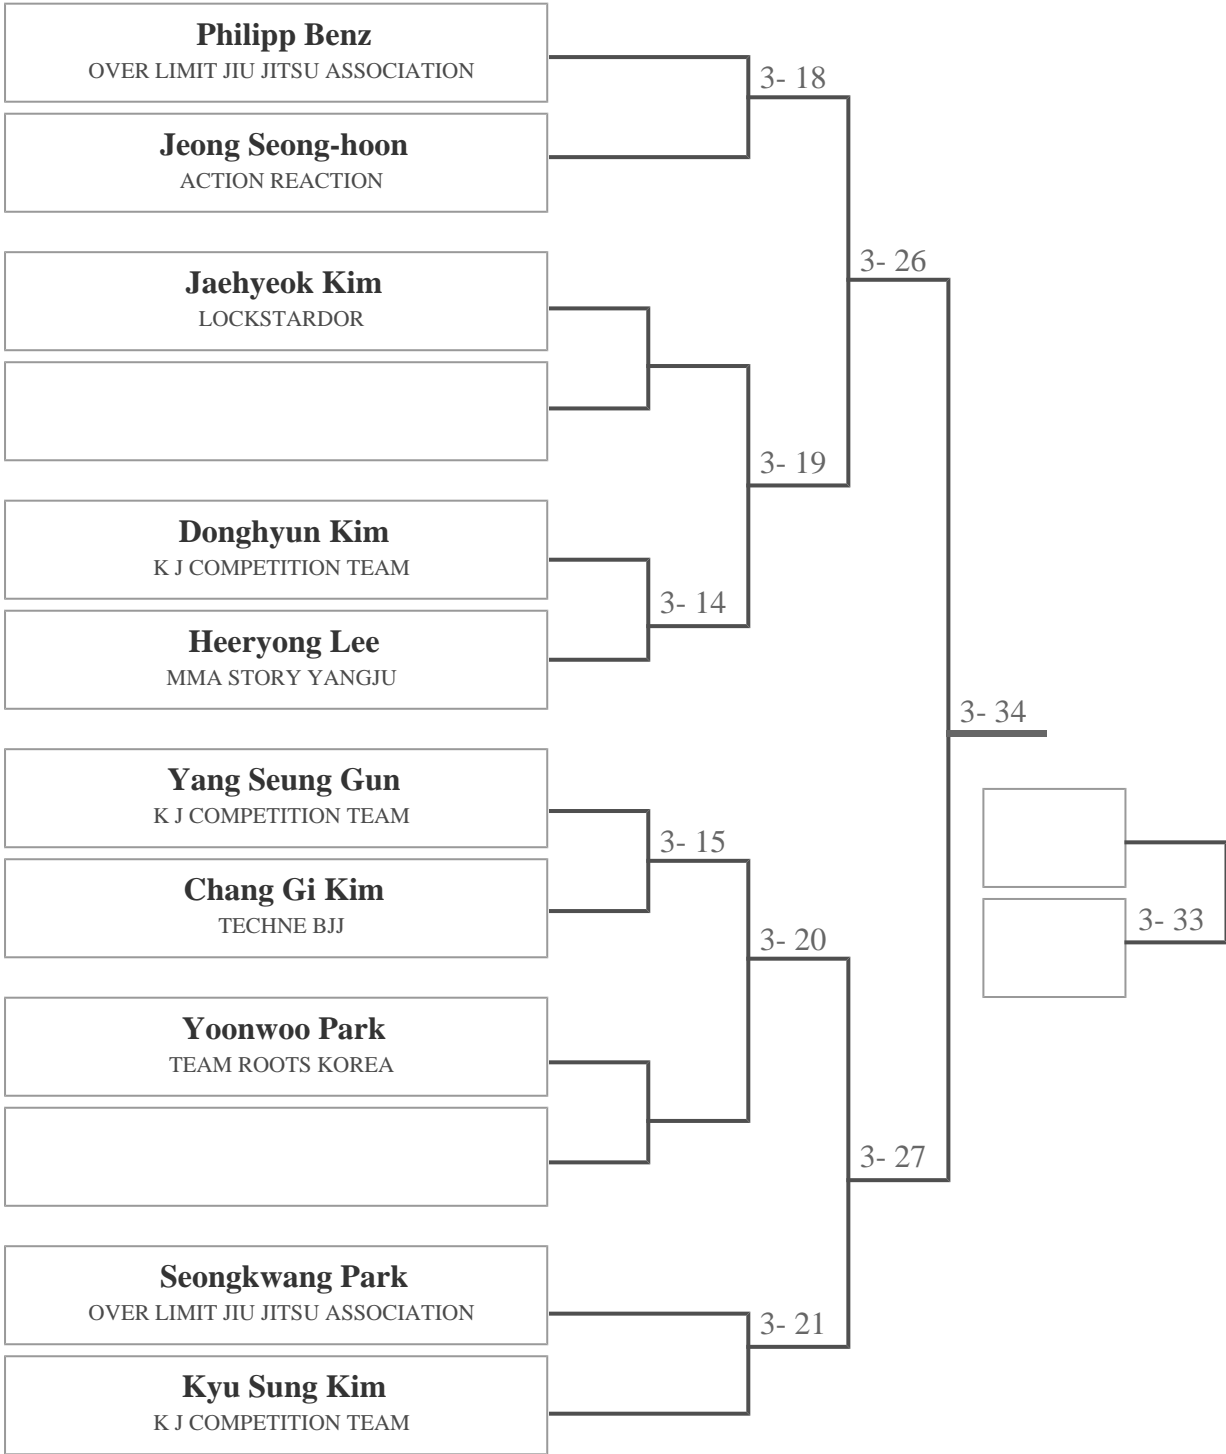 Philipp Benz
OVER LIMIT JIU JITSU ASSOCIATION
3- 18
Jeong Seong-hoon
ACTION REACTION
3- 26
Jaehyeok Kim
LOCKSTARDOR
3- 19
Donghyun Kim
K J COMPETITION TEAM
3- 14
Heeryong Lee
MMA STORY YANGJU
3- 34
Yang Seung Gun
K J COMPETITION TEAM
3- 15
Chang Gi Kim
TECHNE BJJ
3- 20
3- 33
Yoonwoo Park
TEAM ROOTS KOREA
3- 27
Seongkwang Park
OVER LIMIT JIU JITSU ASSOCIATION
3- 21
Kyu Sung Kim
K J COMPETITION TEAM